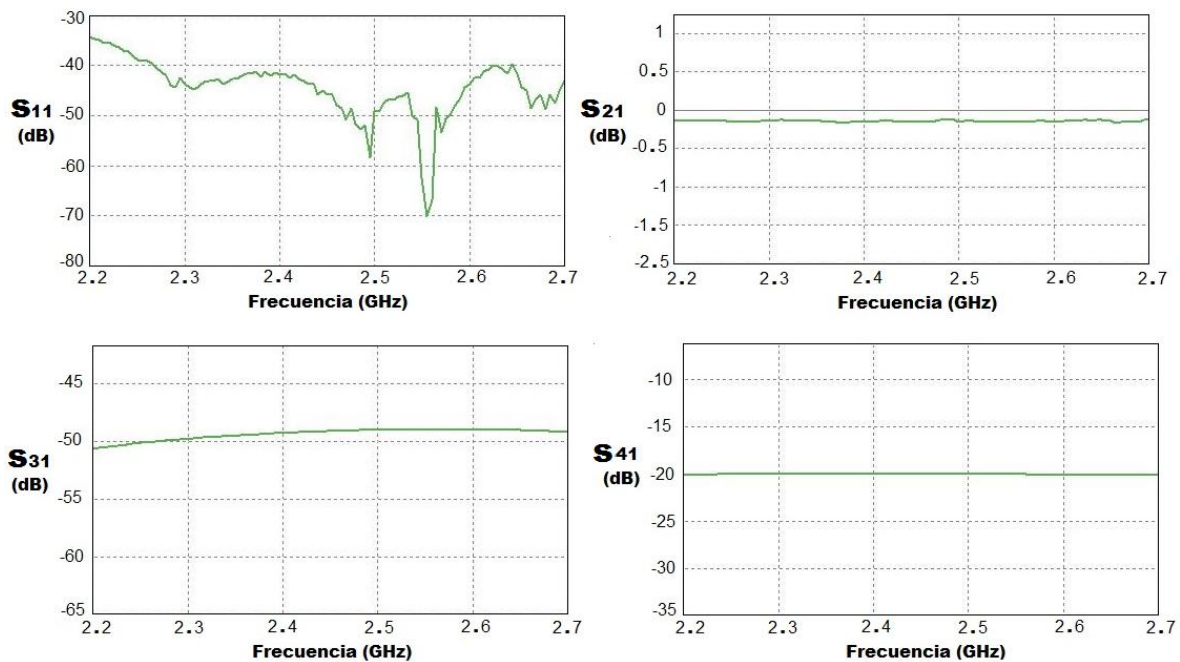 -30
-40
-50
-60
-70
-80
S11
(dB)
2.2 2.3 2.4 2.5 2.6 2.7
Frecuencia (GHz)
1
0.5
0
-0.5
-1
-1.5
-2
-2.5
S21
(dB)
2.2 2.3 2.4 2.5 2.6 2.7
Frecuencia (GHz)
-45
-50
-55
-60
-65
S31
(dB)
2.2 2.3 2.4 2.5 2.6 2.7
Frecuencia (GHz)
-10
-15
-20
-25
-30
-35
S41
(dB)
2.2 2.3 2.4 2.5 2.6 2.7
Frecuencia (GHz)